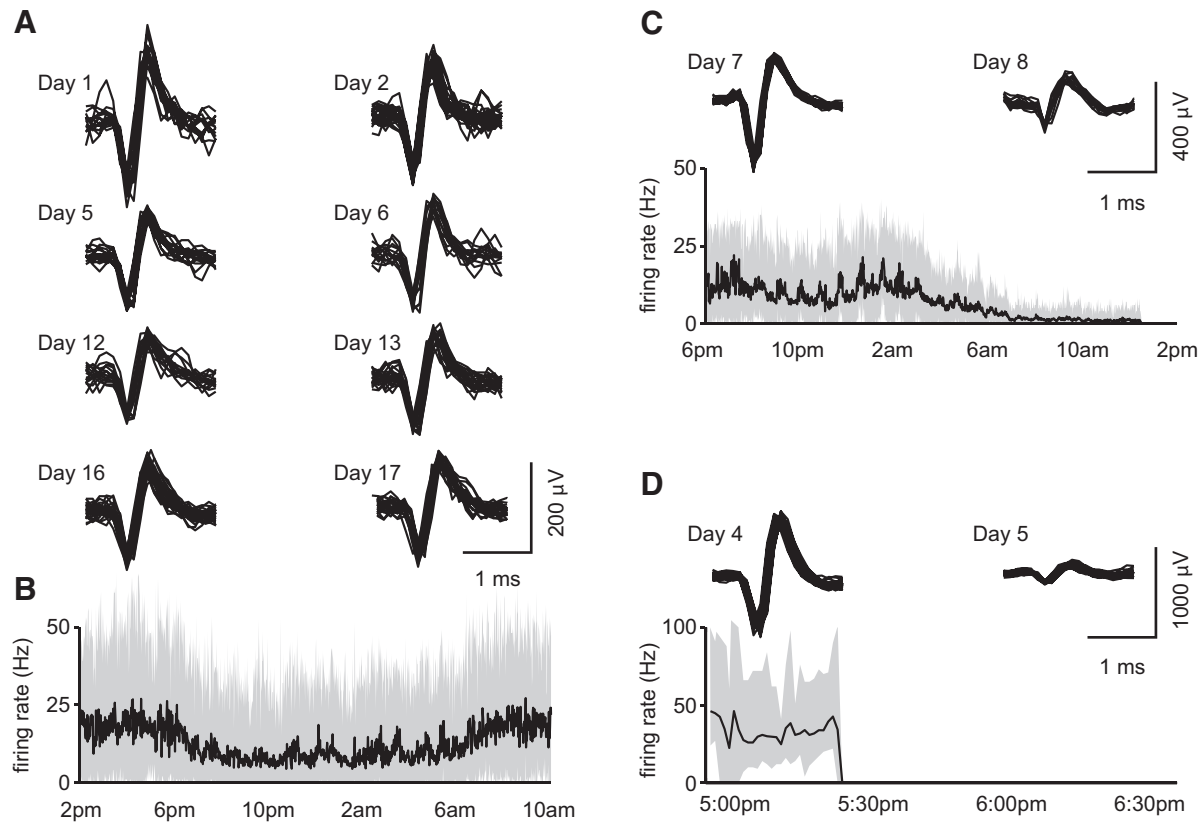 A
Day 1
Day 2
Day 5
Day 6
Day 12
Day 13
Day 16
Day 17
200 µV
1 ms
B
firing rate (Hz)
50
25
0
2pm 6pm 10pm 2am 6am 10am
C
Day 7
Day 8
400 µV
1 ms
firing rate (Hz)
50
25
0
6pm 10pm 2am 6am 10am 2pm
D
Day 4
Day 5
1000 µV
1 ms
firing rate (Hz)
100
50
0
5:00pm 5:30pm 6:00pm 6:30pm